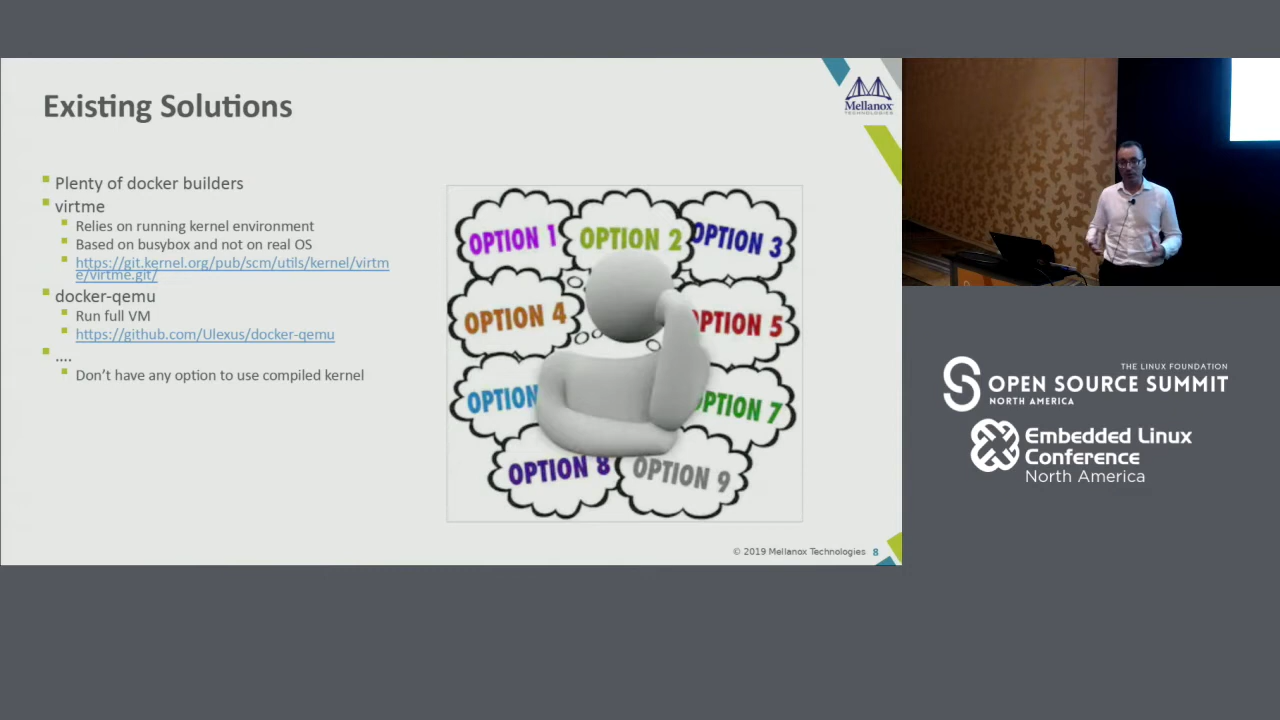 Existing Solutions
Mellanox
TECHNOLOGIES
Plenty of docker builders
virtme
Relies on running kernel environment
Based on busybox and not on real OS
https://git.kernel.org/pub/scm/utils/kernel/virtm
e/virtme.git/
docker-qemu
Run full VM
https://github.com/Ulexus/docker-qemu
....
Don't have any option to use compiled kernel
OPTION 1
OPTION 2
OPTION 3
OPTION 4
OPTION 5
OPTION
OPTION 7
OPTION 8
OPTION 9
© 2019 Mellanox Technologies 8
THE LINUX FOUNDATION
OPEN SOURCE SUMMIT
NORTH AMERICA
Embedded Linux
Conference
North America